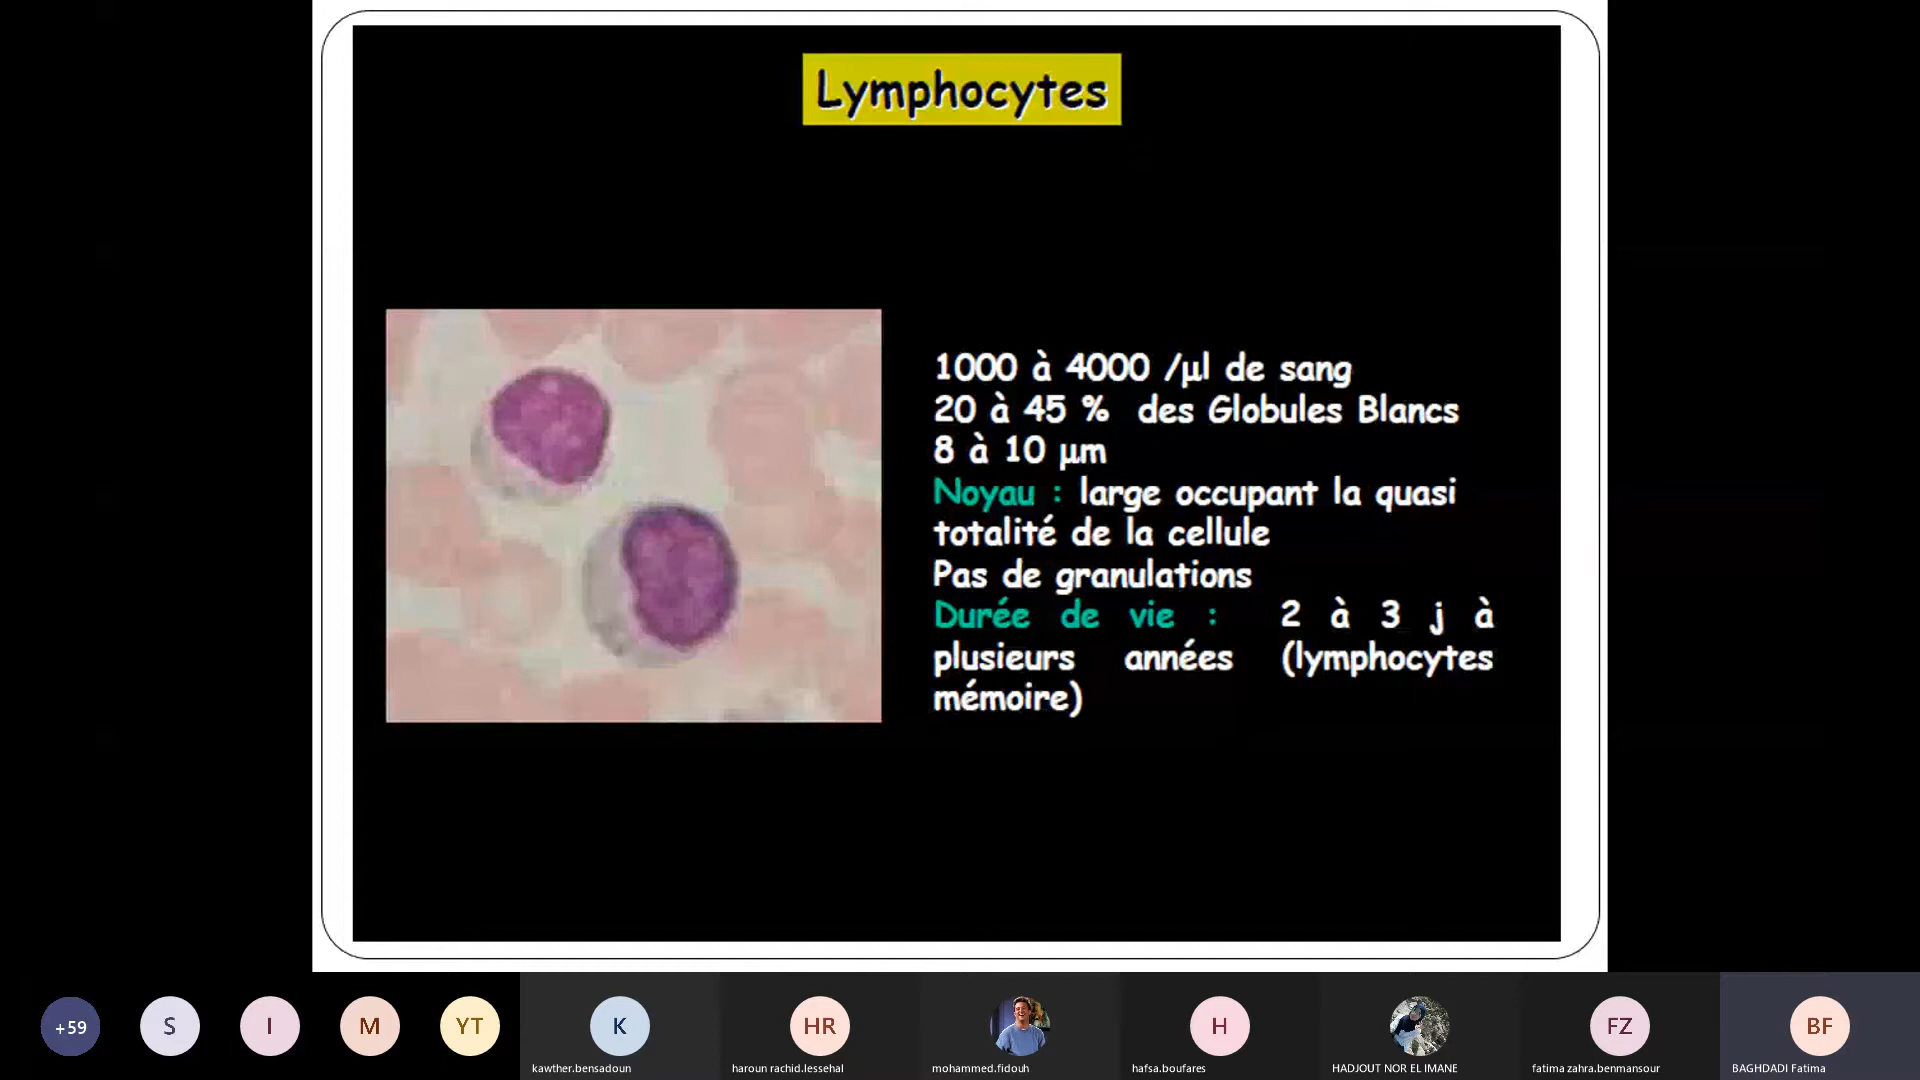 Lymphocytes
1000 à 4000 /µl de sang
20 à 45 % des Globules Blancs
8 à 10 µm
Noyau : large occupant la quasi
totalité de la cellule
Pas de granulations
Durée de vie : 2 à 3 j à
plusieurs années (lymphocytes
mémoire)
+59
S
I
M
YT
K
HR
H
FZ
BF
kawther.bensadoun
haroun rachid.lessehal
mohammed.fidouh
hafsa.boufares
HADJOUT NOR EL IMANE
fatima zahra.benmansour
BAGHDADI Fatima